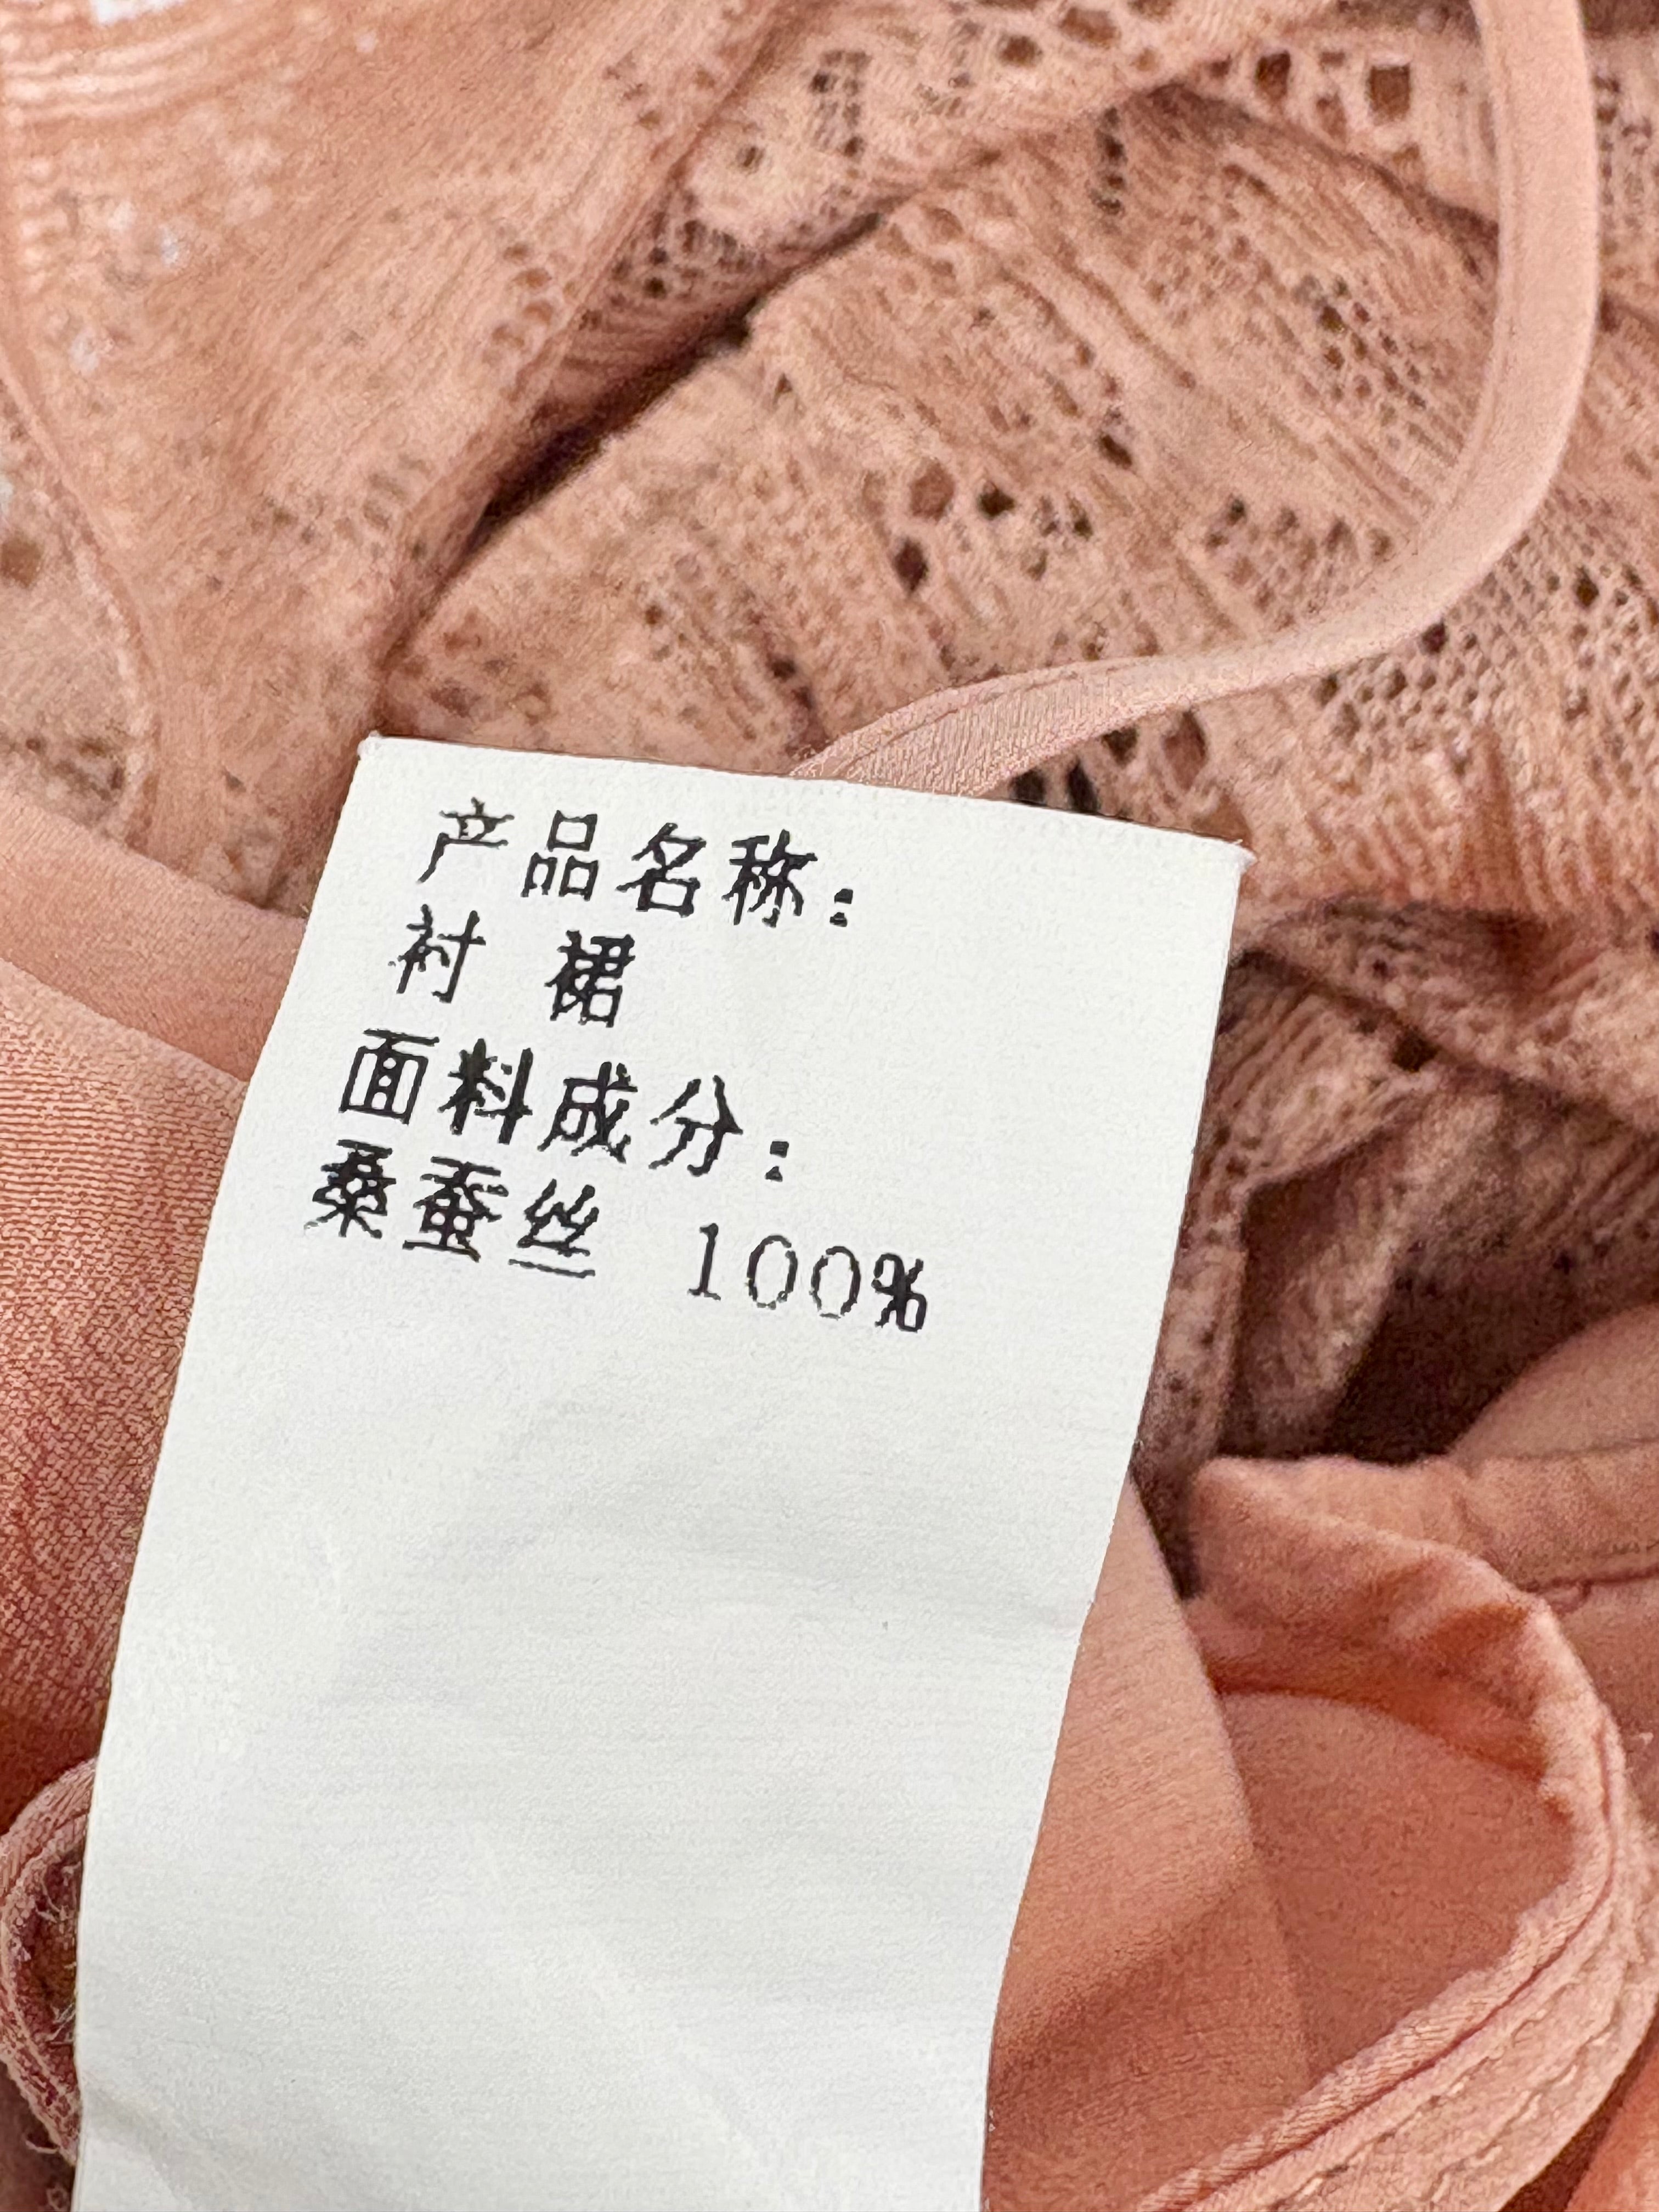 产品名称：
衬 裙
面料成分：
桑蚕丝 100%